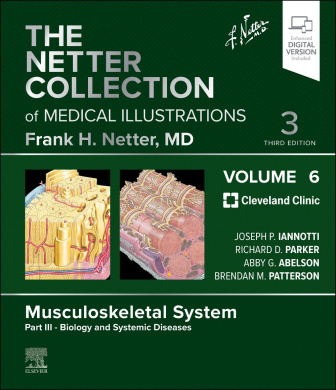 F. Netter M.D.
Enhanced
DIGITAL
VERSION
Included
THE
NETTER
COLLECTION
of MEDICAL ILLUSTRATIONS
Frank H. Netter, MD
3
THIRD EDITION
VOLUME 6
Cleveland Clinic
JOSEPH P. IANNOTTI
RICHARD D. PARKER
ABBY G. ABELSON
BRENDAN M. PATTERSON
Musculoskeletal System
Part III - Biology and Systemic Diseases
ELSEVIER